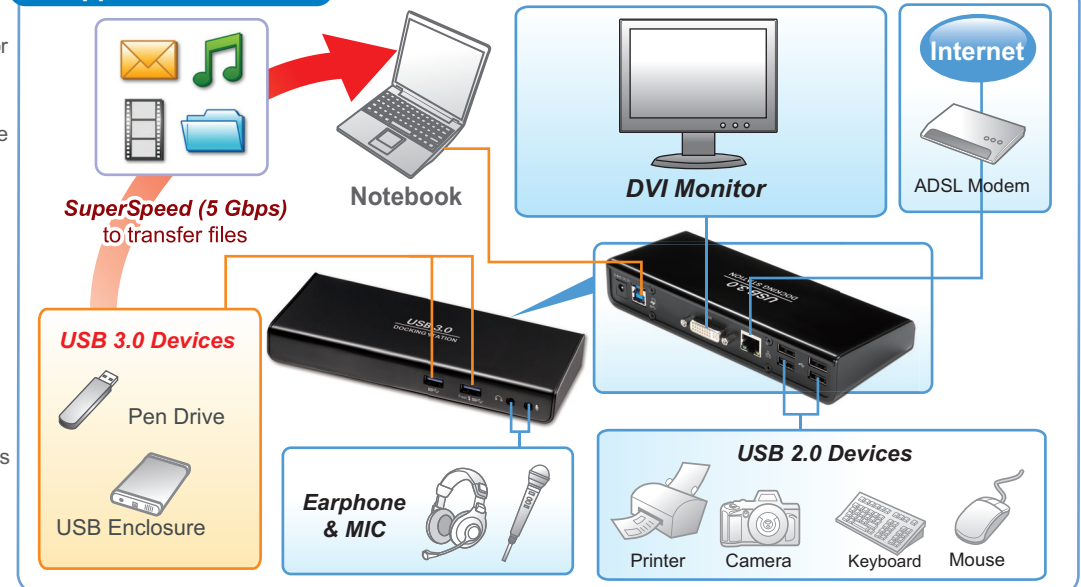 Internet
ADSL Modem
DVI Monitor
Notebook
SuperSpeed (5 Gbps)
to transfer files
USB 3.0 Devices
Pen Drive
USB Enclosure
USB 3.0
DOCKING STATION
USB 3.0
DOCKING STATION
Earphone
& MIC
USB 2.0 Devices
Printer
Camera
Keyboard
Mouse